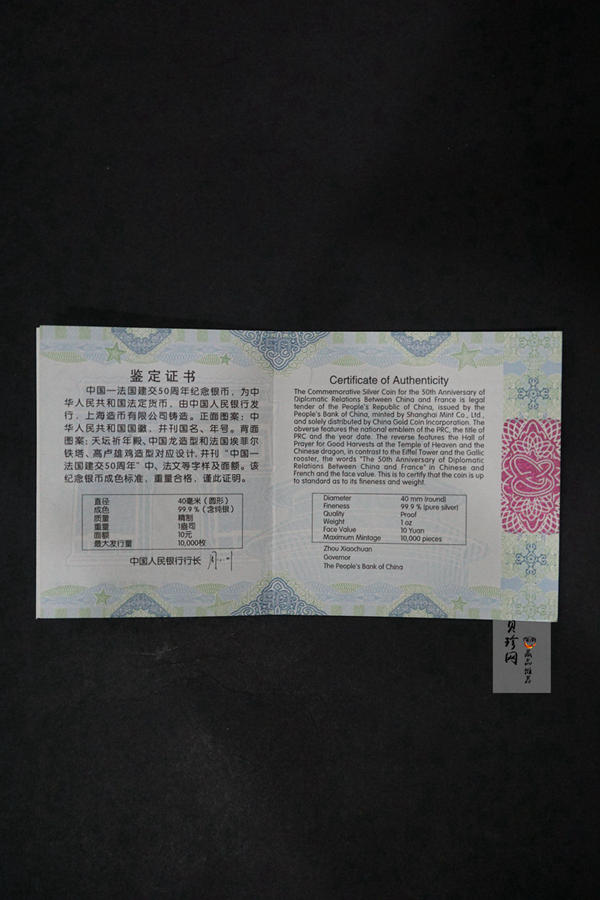 鉴定证书
中国—法国建交50周年纪念银币，为中
华人民共和国法定货币，由中国人民银行发
行，上海造币有限公司铸造。正面图案：中
华人民共和国国徽，并刊国名、年号。背面
图案：天坛祈年殿、中国龙造型和法国埃菲尔
铁塔、高卢雄鸡造型对应设计，并刊“中国—
法国建交50周年”中、法文等字样及面额。该
纪念银币成色标准，重量合格，谨此证明。
直径 40毫米（圆形）
成色 99.9%（含纯银）
质量 精制
重量 1盎司
面额 10元
最大发行量 10,000枚
中国人民银行行长
Certificate of Authenticity
The Commemorative Silver Coin for the 50th Anniversary of
Diplomatic Relations Between China and France is legal
tender of the People's Republic of China, issued by the
People's Bank of China, minted by Shanghai Mint Co., Ltd.,
and solely distributed by China Gold Coin Incorporation. The
obverse features the national emblem of the PRC, the title of
PRC and the year date. The reverse features the Hall of
Prayer for Good Harvests at the Temple of Heaven and the
Chinese dragon, in contrast to the Eiffel Tower and the Gallic
rooster, the words "The 50th Anniversary of Diplomatic
Relations Between China and France" in Chinese and
French and the face value. This is to certify that the coin is up
to standard as to its fineness and weight.
Diameter 40 mm (round)
Fineness 99.9 % (pure silver)
Quality Proof
Weight 1 oz
Face Value 10 Yuan
Maximum Mintage 10,000 pieces
Zhou Xiaochuan
Governor
The People's Bank of China
珍网